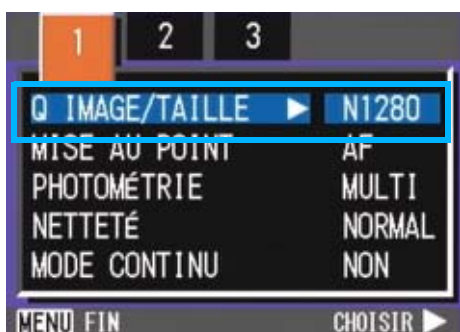 1 2 3
Q IMAGE/TAILLE ▶ N1280
MISE AU POINT AF
PHOTOMÉTRIE MULTI
NETTETÉ NORMAL
MODE CONTINU NON
MENU FIN CHOISIR ▶